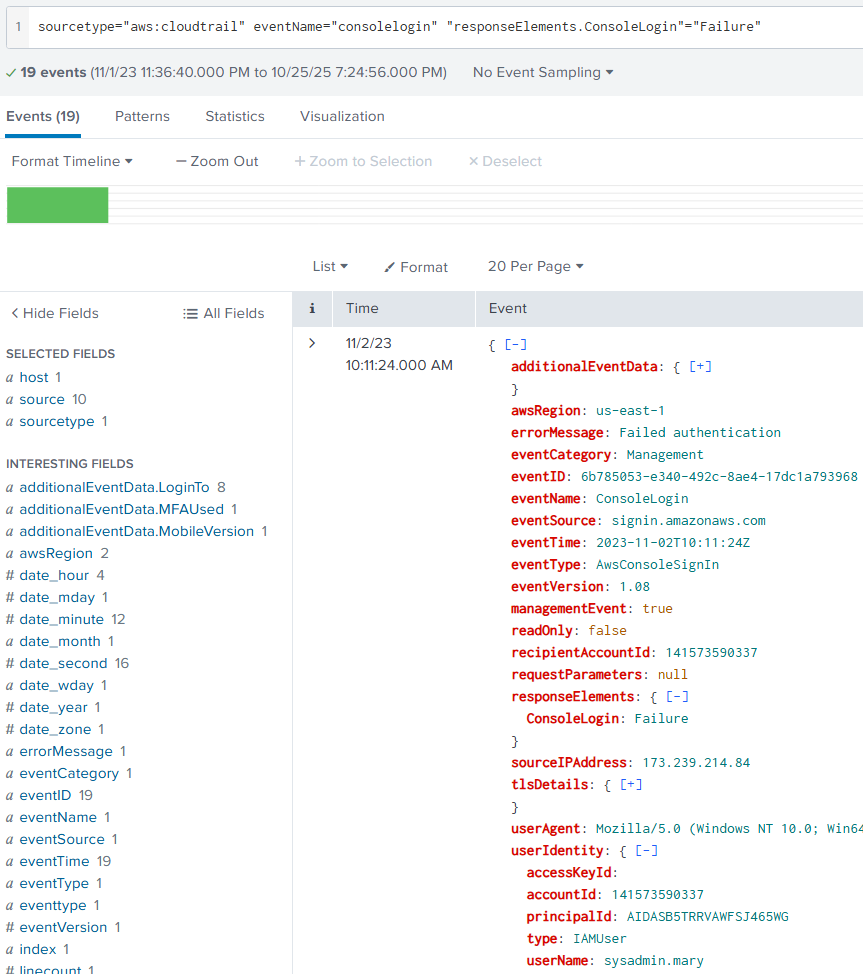 1 sourcetype="aws:cloudtrail" eventName="consolelogin" "responseElements.ConsoleLogin"="Failure"
✓ 19 events (11/1/23 11:36:40.000 PM to 10/25/25 7:24:56.000 PM) No Event Sampling
Events (19) Patterns Statistics Visualization
Format Timeline — Zoom Out + Zoom to Selection × Deselect
List Format 20 Per Page
< Hide Fields All Fields
i Time Event
SELECTED FIELDS
a host 1
a source 10
a sourcetype 1
INTERESTING FIELDS
a additionalEventData.LoginTo 8
a additionalEventData.MFAUsed 1
a additionalEventData.MobileVersion 1
a awsRegion 2
# date_hour 4
# date_mday 1
# date_minute 12
a date_month 1
# date_second 16
a date_wday 1
# date_year 1
# date_zone 1
a errorMessage 1
a eventCategory 1
a eventID 19
a eventName 1
a eventSource 1
a eventTime 19
a eventType 1
a eventtype 1
# eventVersion 1
a index 1
# linecount 1
> 11/2/23
10:11:24.000 AM
{ [-]
additionalEventData: { [+]
}
awsRegion: us-east-1
errorMessage: Failed authentication
eventCategory: Management
eventID: 6b785053-e340-492c-8ae4-17dc1a793968
eventName: ConsoleLogin
eventSource: signin.amazonaws.com
eventTime: 2023-11-02T10:11:24Z
eventType: AwsConsoleSignIn
eventVersion: 1.08
managementEvent: true
readOnly: false
recipientAccountId: 141573590337
requestParameters: null
responseElements: { [-]
ConsoleLogin: Failure
}
sourceIPAddress: 173.239.214.84
tlsDetails: { [+]
}
userAgent: Mozilla/5.0 (Windows NT 10.0; Win64
userIdentity: { [-]
accessKeyId:
accountId: 141573590337
principalId: AIDASB5TRRVAWFSJ465WG
type: IAMUser
userName: sysadmin.mary